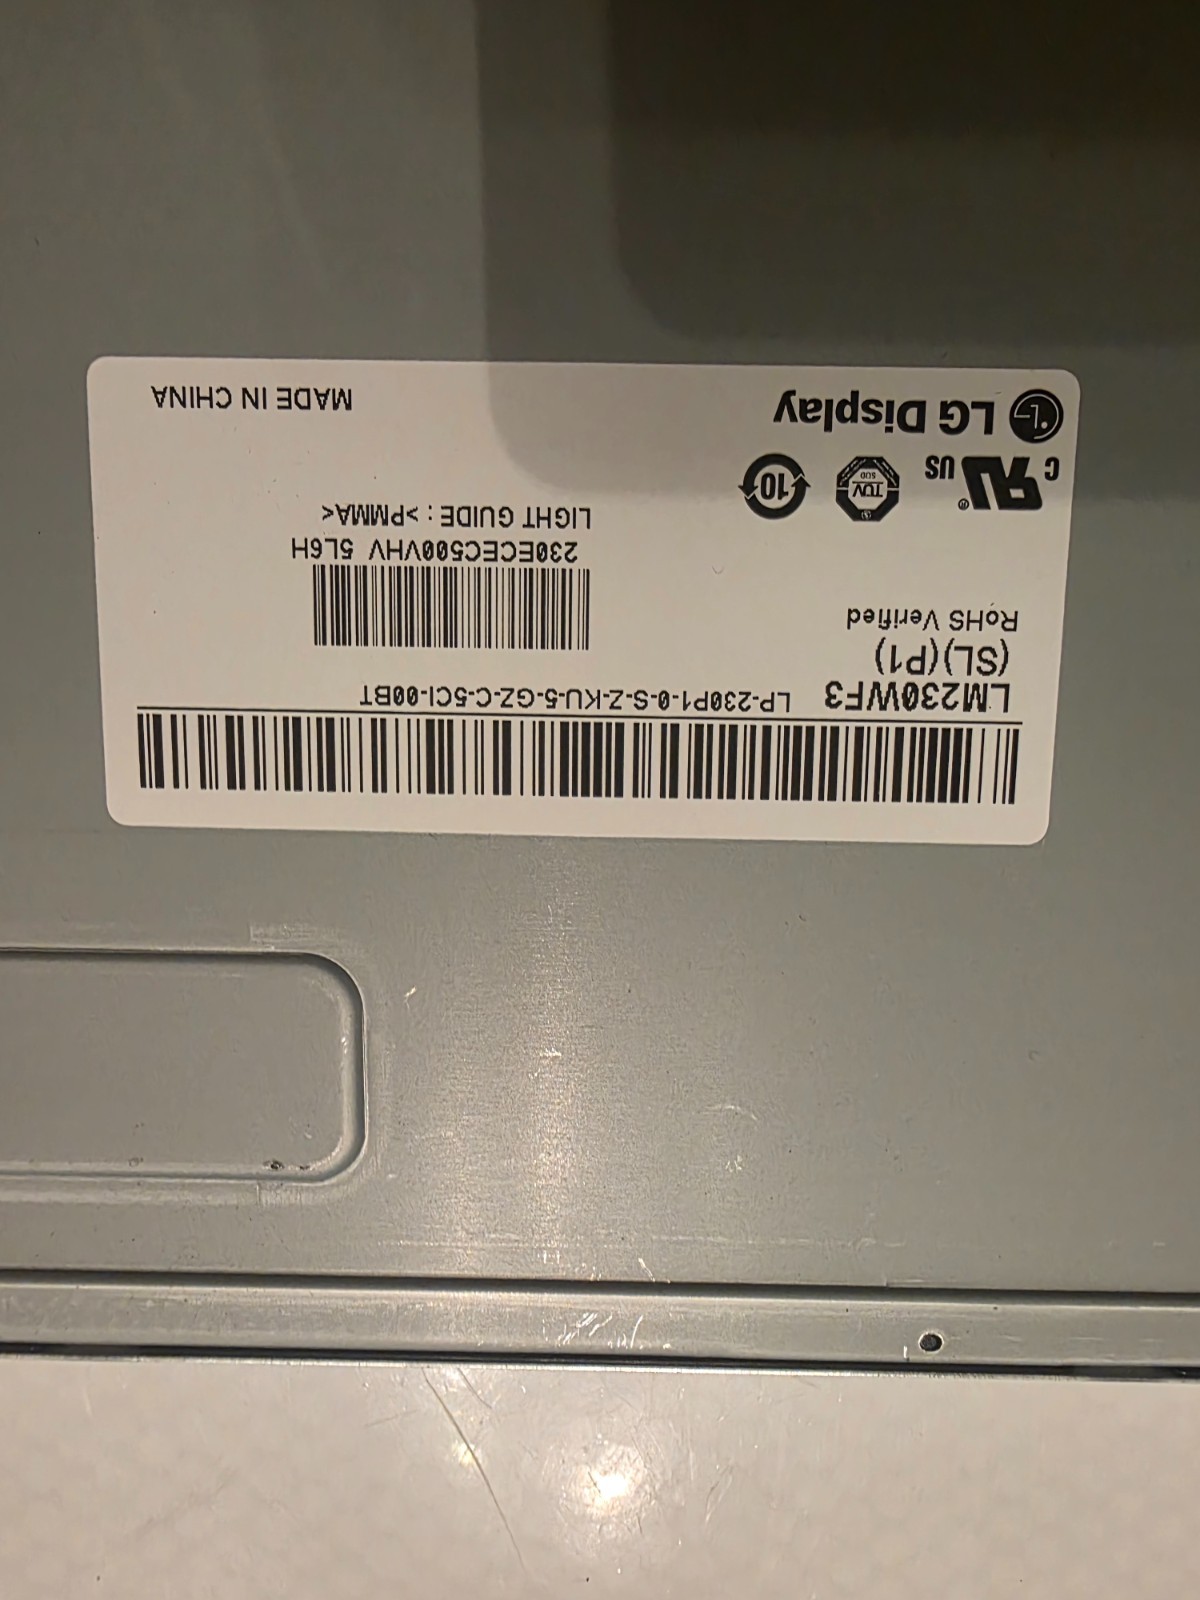 LM230WF3 LP-230P1-0-S-Z-KU-5-GZ-C-5CI-00BT
(SL)(P1)
RoHS Verified
230ECEC500VHV 5L6H
LIGHT GUIDE : >PMMA<
C RU US ®
TÜV
SÜD
10
LG Display
MADE IN CHINA